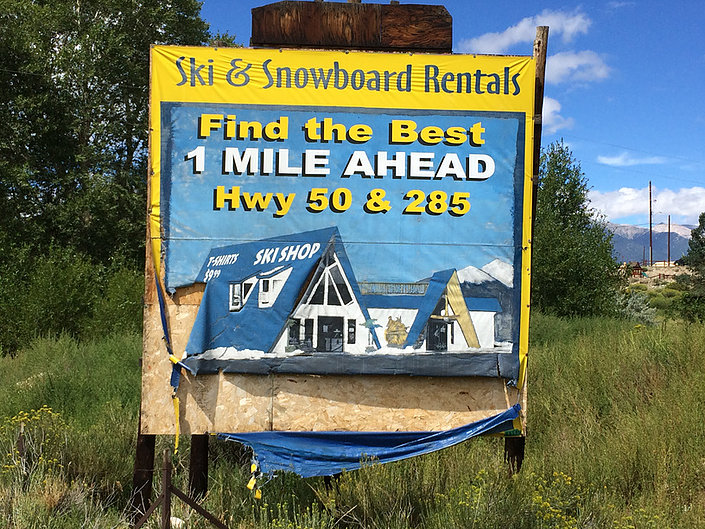 Ski & Snowboard Rentals
Find the Best
1 MILE AHEAD
Hwy 50 & 285
T-SHIRTS SKI SHOP
$9.99